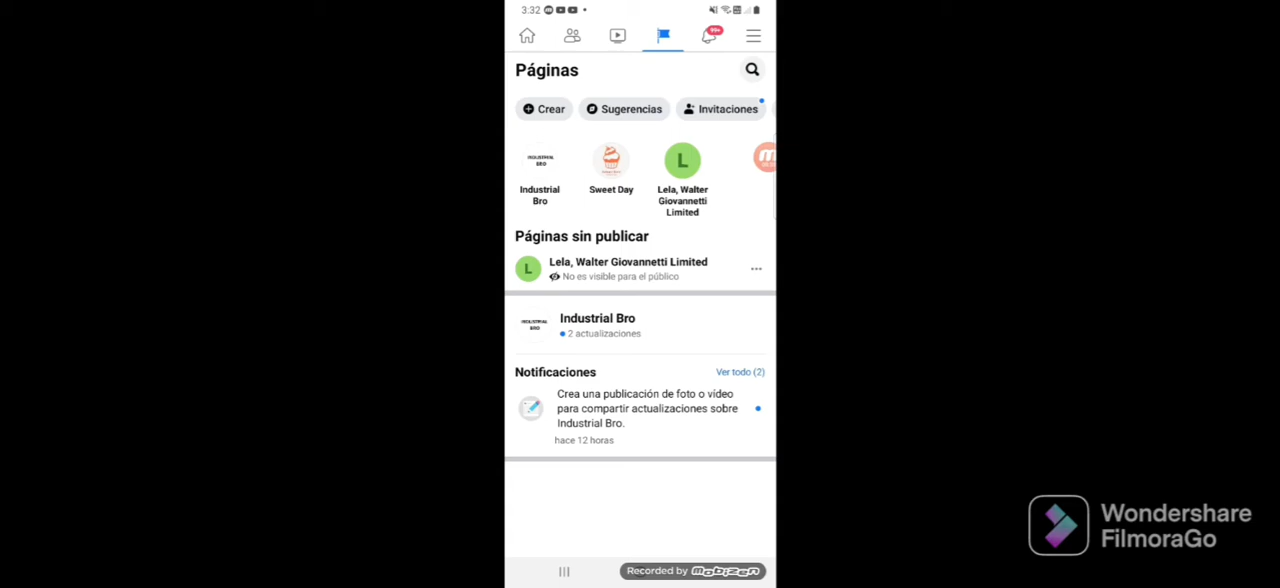 3:32
99+
Páginas
Crear
Sugerencias
Invitaciones
INDUSTRIAL
BRO
L
Industrial
Bro
Sweet Day
Lela, Walter
Giovannetti
Limited
Páginas sin publicar
L
Lela, Walter Giovannetti Limited
No es visible para el público
...
INDUSTRIAL
BRO
Industrial Bro
2 actualizaciones
Notificaciones
Ver todo (2)
Crea una publicación de foto o vídeo
para compartir actualizaciones sobre
Industrial Bro.
hace 12 horas
Recorded by mobizen
Wondershare
FilmoraGo